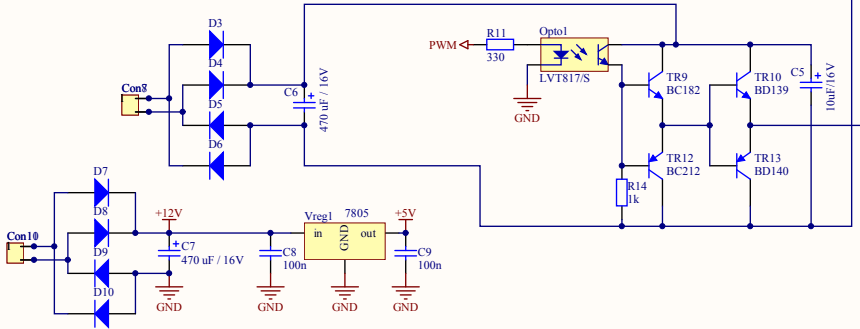 D3
D4
D5
D6
C6
470 uF / 16V
PWM
R11
330
Opto1
LVT817/S
GND
TR9
BC182
TR10
BD139
C5
10uF/16V
TR12
BC212
TR13
BD140
R14
1k
D7
D8
D9
D10
Con10
1
+12V
C7
470 uF / 16V
GND
C8
100n
GND
Vreg1
7805
in
GND
out
GND
+5V
C9
100n
GND